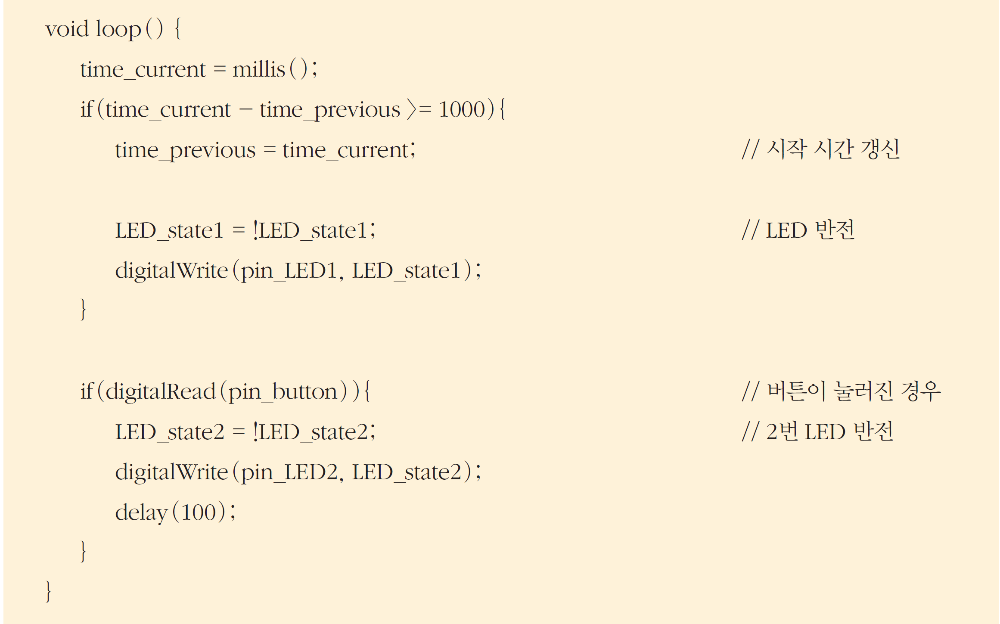 void loop() {
time_current = millis();
if(time_current – time_previous >= 1000){
time_previous = time_current; // 시작 시간 갱신
LED_state1 = !LED_state1; // LED 반전
digitalWrite(pin_LED1, LED_state1);
}
if(digitalRead(pin_button)){ // 버튼이 눌러진 경우
LED_state2 = !LED_state2; // 2번 LED 반전
digitalWrite(pin_LED2, LED_state2);
delay(100);
}
}